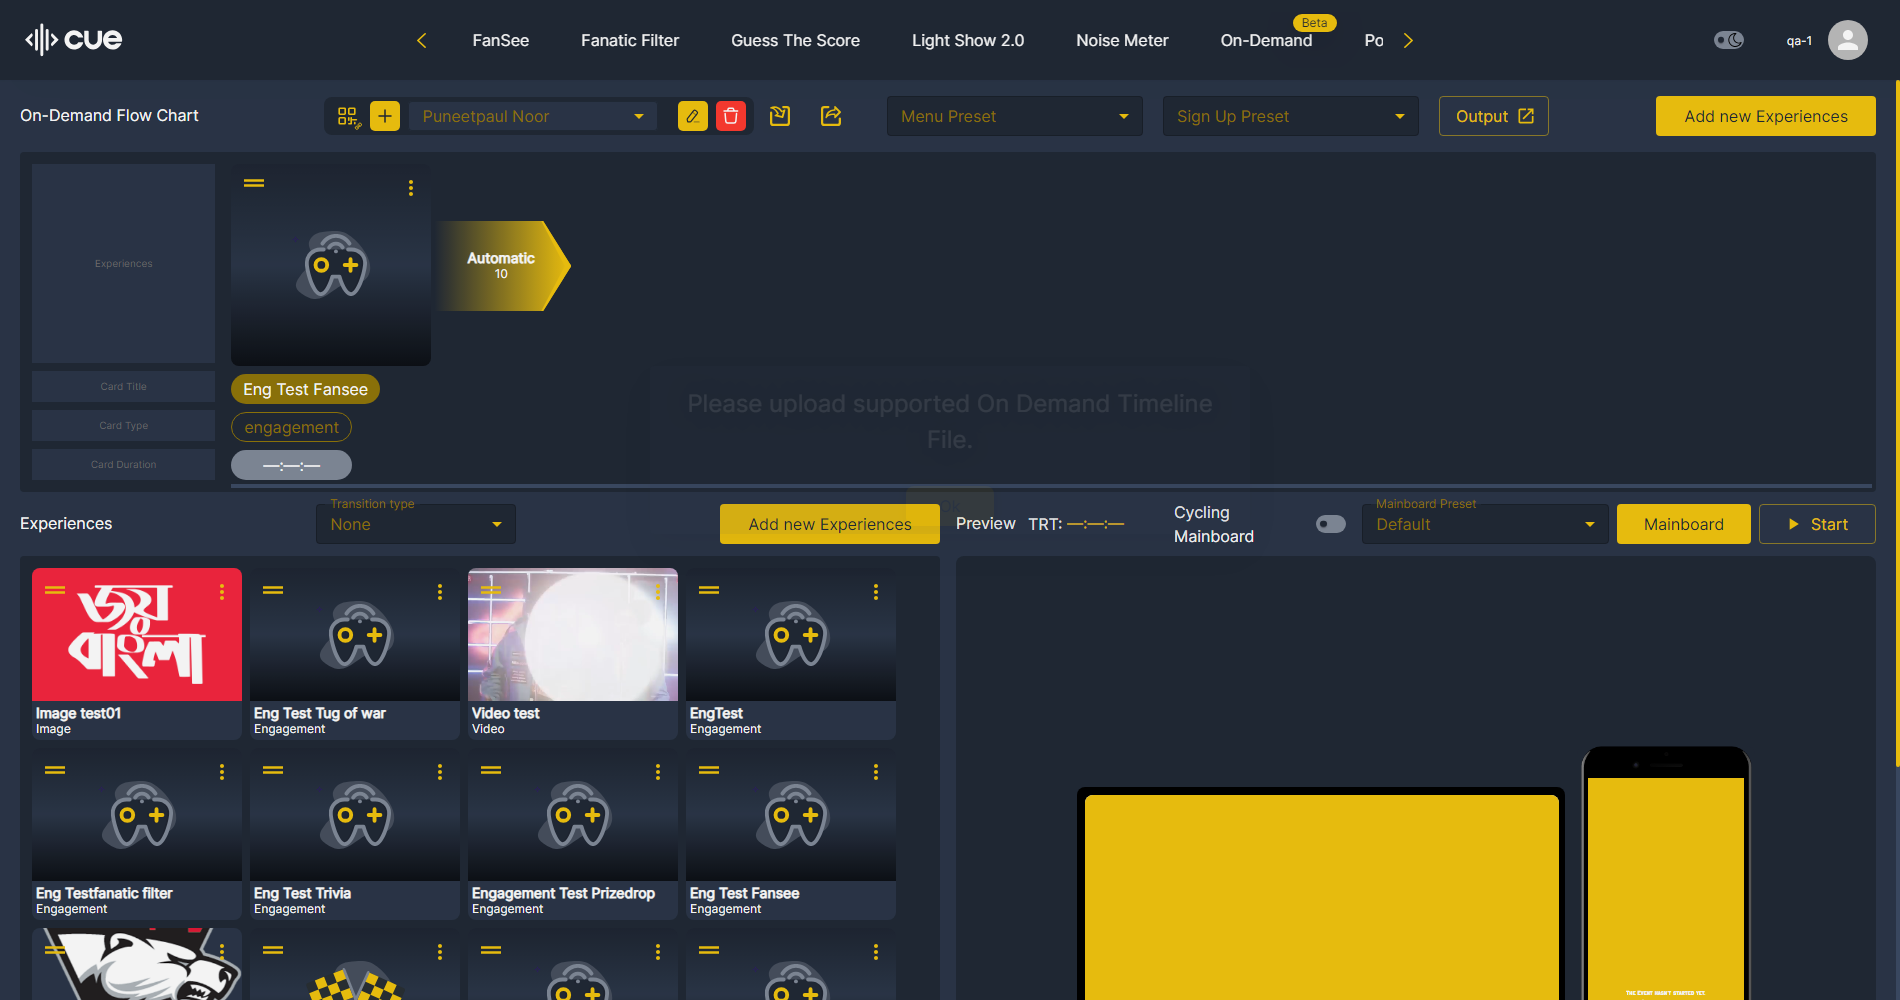 cue
FanSee
Fanatic Filter
Guess The Score
Light Show 2.0
Noise Meter
On-Demand
Beta
Po
qa-1
On-Demand Flow Chart
Puneetpaul Noor
Menu Preset
Sign Up Preset
Output
Add new Experiences
Experiences
Automatic
10
Card Title
Eng Test Fansee
Card Type
engagement
Card Duration
—:—:—
Please upload supported On Demand Timeline
File.
Experiences
Transition type
None
Add new Experiences
Preview
TRT: —:—:—
Cycling
Mainboard
Mainboard Preset
Default
Mainboard
Start
জয়
বাংলা
Image test01
Image
Eng Test Tug of war
Engagement
Video test
Video
EngTest
Engagement
Eng Testfanatic filter
Engagement
Eng Test Trivia
Engagement
Engagement Test Prizedrop
Engagement
Eng Test Fansee
Engagement
THE EVENT HASN'T STARTED YET.